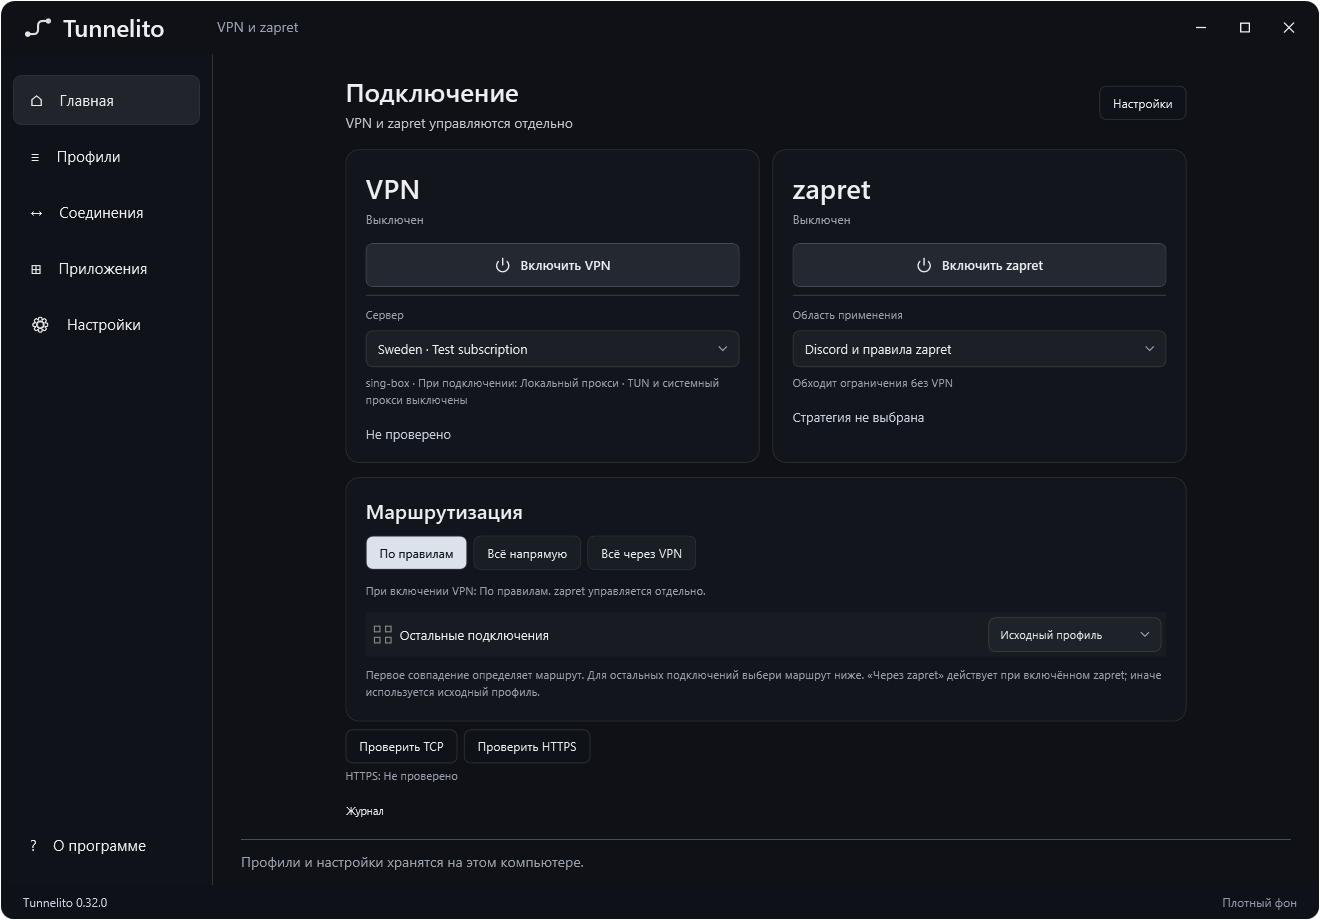 Tunnelito
VPN и zapret
Главная
Профили
Соединения
Приложения
Настройки
Подключение
VPN и zapret управляются отдельно
Настройки
VPN
Выключен
Включить VPN
Сервер
Sweden · Test subscription
sing-box · При подключении: Локальный прокси · TUN и системный
прокси выключены
Не проверено
zapret
Выключен
Включить zapret
Область применения
Discord и правила zapret
Обходит ограничения без VPN
Стратегия не выбрана
Маршрутизация
По правилам
Всё напрямую
Всё через VPN
При включении VPN: По правилам. zapret управляется отдельно.
Остальные подключения
Исходный профиль
Первое совпадение определяет маршрут. Для остальных подключений выбери маршрут ниже. «Через zapret» действует при включённом zapret; иначе
используется исходный профиль.
Проверить TCP
Проверить HTTPS
HTTPS: Не проверено
Журнал
? О программе
Профили и настройки хранятся на этом компьютере.
Tunnelito 0.32.0
Плотный фон